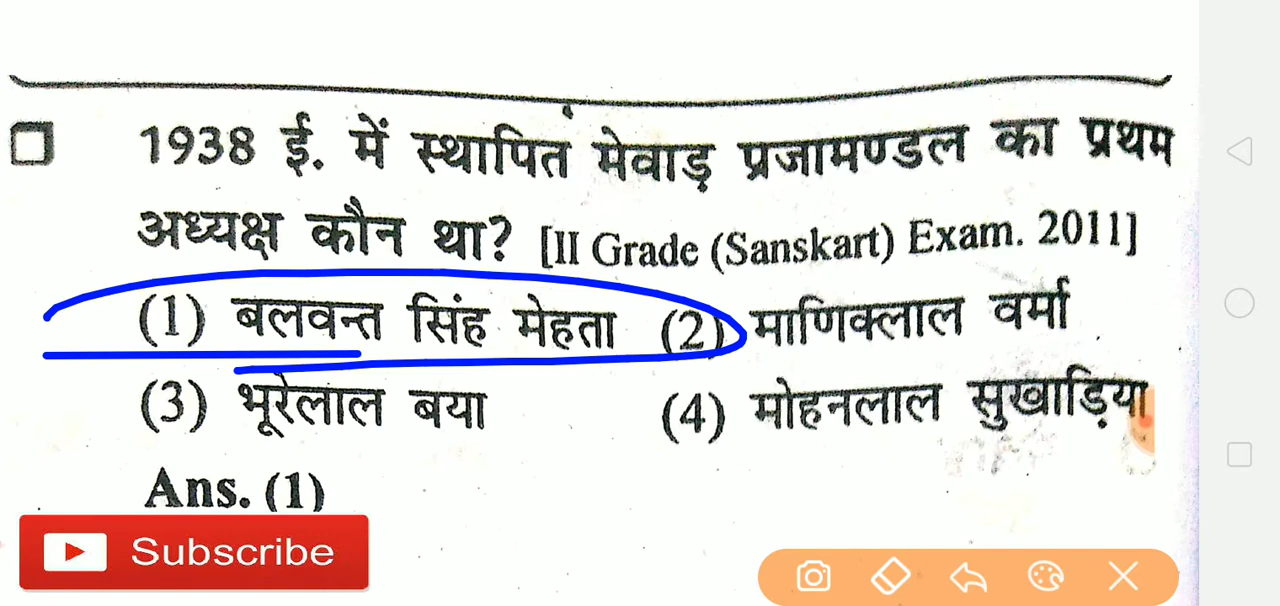 1938 ई. में स्थापित मेवाड़ प्रजामण्डल का प्रथम
अध्यक्ष कौन था? [II Grade (Sanskart) Exam. 2011]
(1) बलवन्त सिंह मेहता (2) माणिक्लाल वर्मा
(3) भूरेलाल बया (4) मोहनलाल सुखाड़िया
Ans. (1)
Subscribe